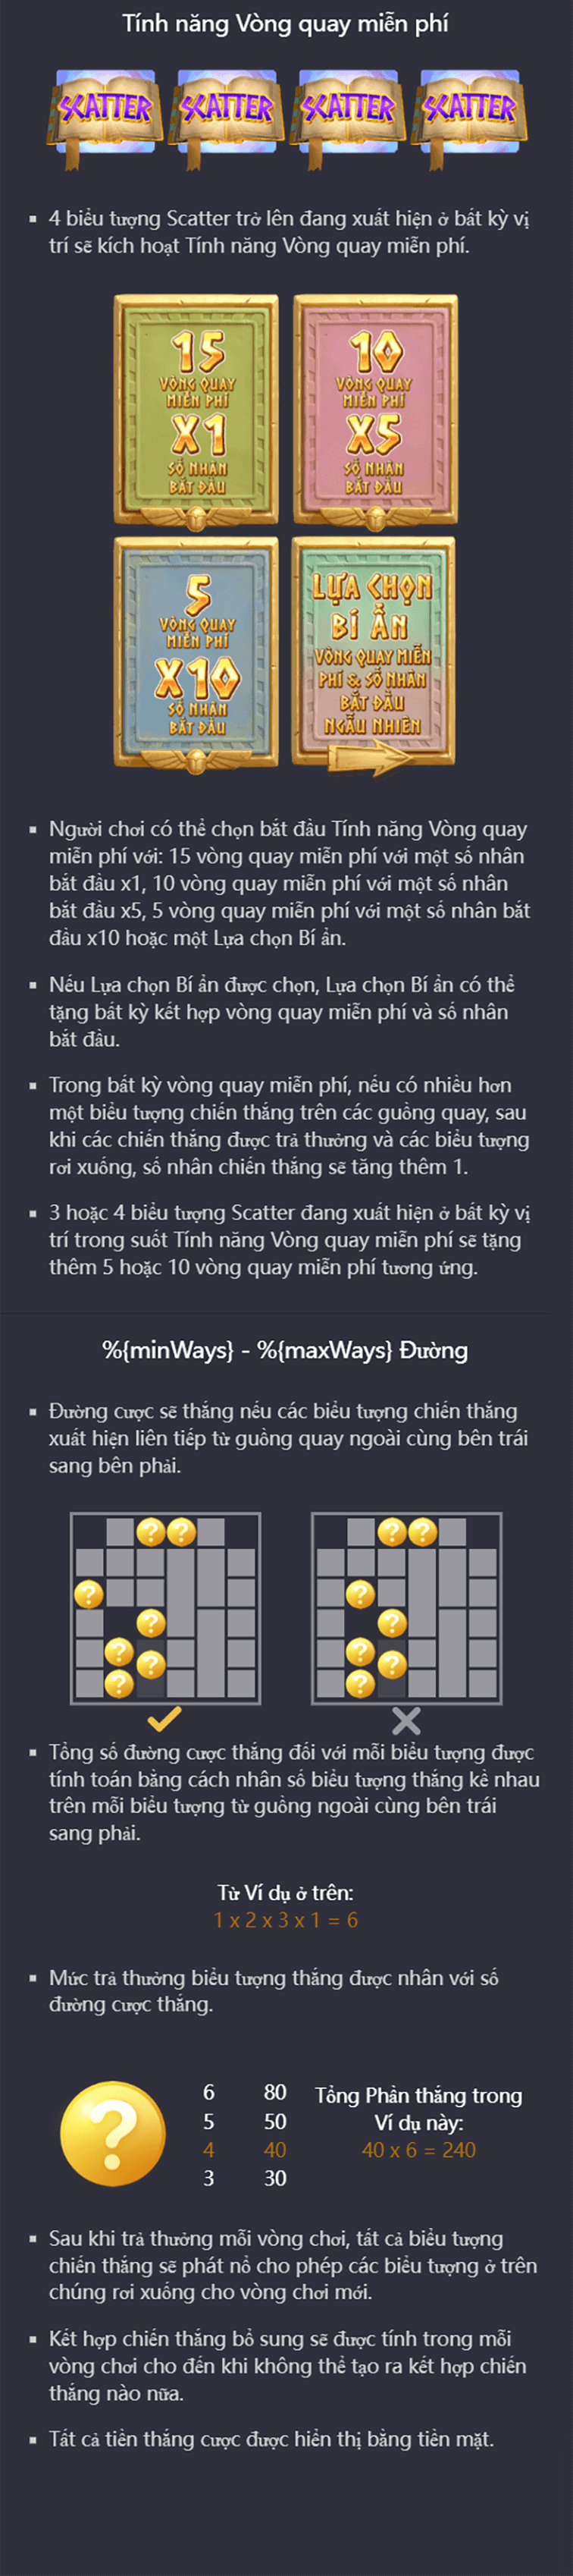 Tính năng Vòng quay miễn phí
SCATTER SCATTER SCATTER SCATTER
4 biểu tượng Scatter trở lên đang xuất hiện ở bất kỳ vị
trí sẽ kích hoạt Tính năng Vòng quay miễn phí.
15
VÒNG QUAY
MIỄN PHÍ
X1
SỐ NHÂN
BẮT ĐẦU
10
VÒNG QUAY
MIỄN PHÍ
X5
SỐ NHÂN
BẮT ĐẦU
5
VÒNG QUAY
MIỄN PHÍ
X10
SỐ NHÂN
BẮT ĐẦU
LỰA CHỌN
BÍ ẨN
VÒNG QUAY MIỄN
PHÍ & SỐ NHÂN
BẮT ĐẦU
NGẪU NHIÊN
Người chơi có thể chọn bắt đầu Tính năng Vòng quay
miễn phí với: 15 vòng quay miễn phí với một số nhân
bắt đầu x1, 10 vòng quay miễn phí với một số nhân
bắt đầu x5, 5 vòng quay miễn phí với một số nhân bắt
đầu x10 hoặc một Lựa chọn Bí ẩn.
Nếu Lựa chọn Bí ẩn được chọn, Lựa chọn Bí ẩn có thể
tặng bất kỳ kết hợp vòng quay miễn phí và số nhân
bắt đầu.
Trong bất kỳ vòng quay miễn phí, nếu có nhiều hơn
một biểu tượng chiến thắng trên các guồng quay, sau
khi các chiến thắng được trả thưởng và các biểu tượng
rơi xuống, số nhân chiến thắng sẽ tăng thêm 1.
3 hoặc 4 biểu tượng Scatter đang xuất hiện ở bất kỳ vị
trí trong suốt Tính năng Vòng quay miễn phí sẽ tặng
thêm 5 hoặc 10 vòng quay miễn phí tương ứng.
%{minWays} - %{maxWays} Đường
Đường cược sẽ thắng nếu các biểu tượng chiến thắng
xuất hiện liên tiếp từ guồng quay ngoài cùng bên trái
sang bên phải.
? ? ? ? ? ? ?
? ? ? ? ? ? ?
Tổng số đường cược thắng đối với mỗi biểu tượng được
tính toán bằng cách nhân số biểu tượng thắng kề nhau
trên mỗi biểu tượng từ guồng ngoài cùng bên trái
sang phải.
Từ Ví dụ ở trên:
1 x 2 x 3 x 1 = 6
Mức trả thưởng biểu tượng thắng được nhân với số
đường cược thắng.
?
6 80
5 50
4 40
3 30
Tổng Phần thắng trong
Ví dụ này:
40 x 6 = 240
Sau khi trả thưởng mỗi vòng chơi, tất cả biểu tượng
chiến thắng sẽ phát nổ cho phép các biểu tượng ở trên
chúng rơi xuống cho vòng chơi mới.
Kết hợp chiến thắng bổ sung sẽ được tính trong mỗi
vòng chơi cho đến khi không thể tạo ra kết hợp chiến
thắng nào nữa.
Tất cả tiền thắng cược được hiển thị bằng tiền mặt.